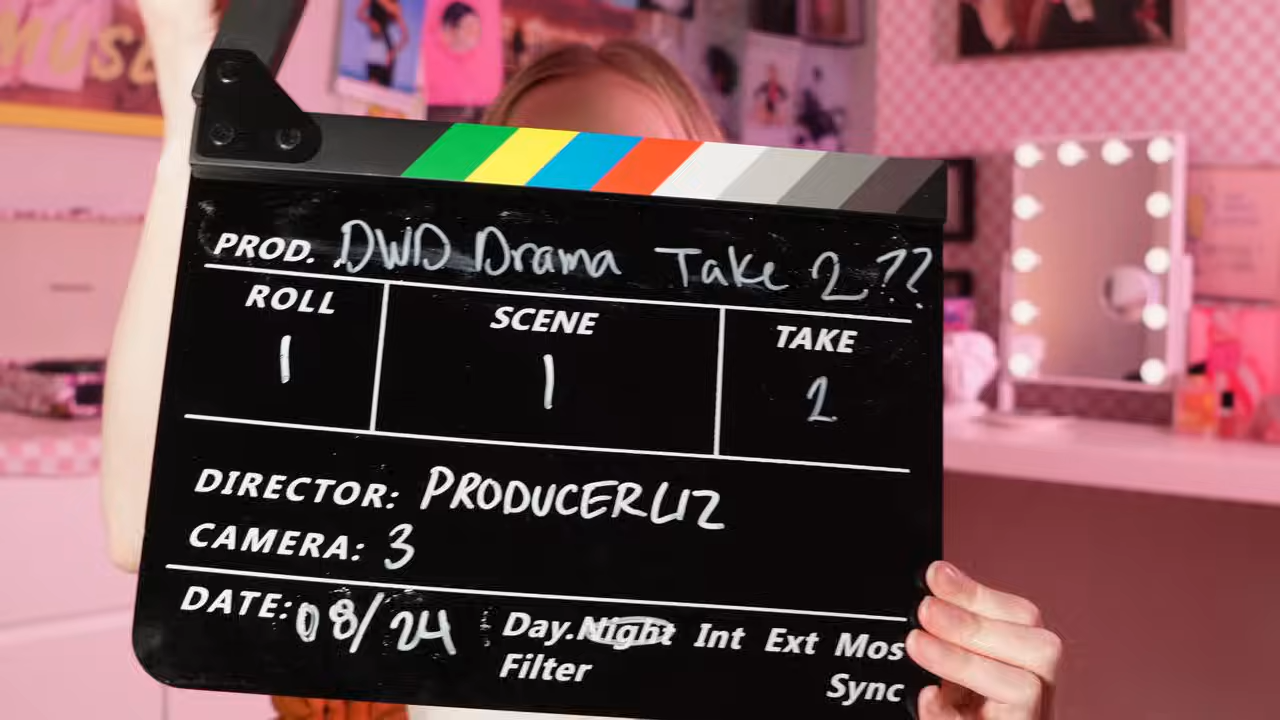 MUSE
PROD. DWD Drama Take 2 ??
ROLL SCENE TAKE
1 1 2
DIRECTOR: PRODUCERLIZ
CAMERA: 3
DATE: 08/24 Day. Night Int Ext Mos
Filter Sync